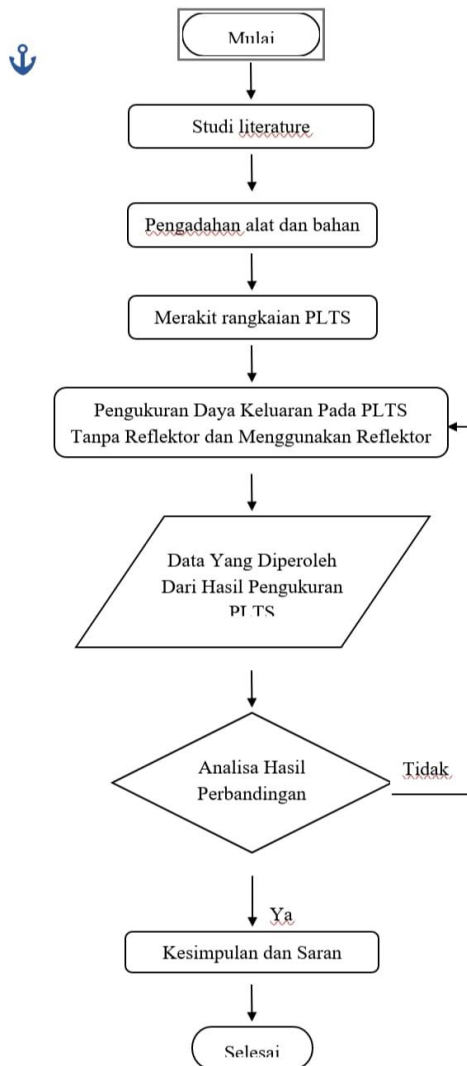 Mulai
Studi literature
Pengadahan alat dan bahan
Merakit rangkaian PLTS
Pengukuran Daya Keluaran Pada PLTS
Tanpa Reflektor dan Menggunakan Reflektor
Data Yang Diperoleh
Dari Hasil Pengukuran
PLTS
Analisa Hasil
Perbandingan
Tidak
Ya
Kesimpulan dan Saran
Selesai